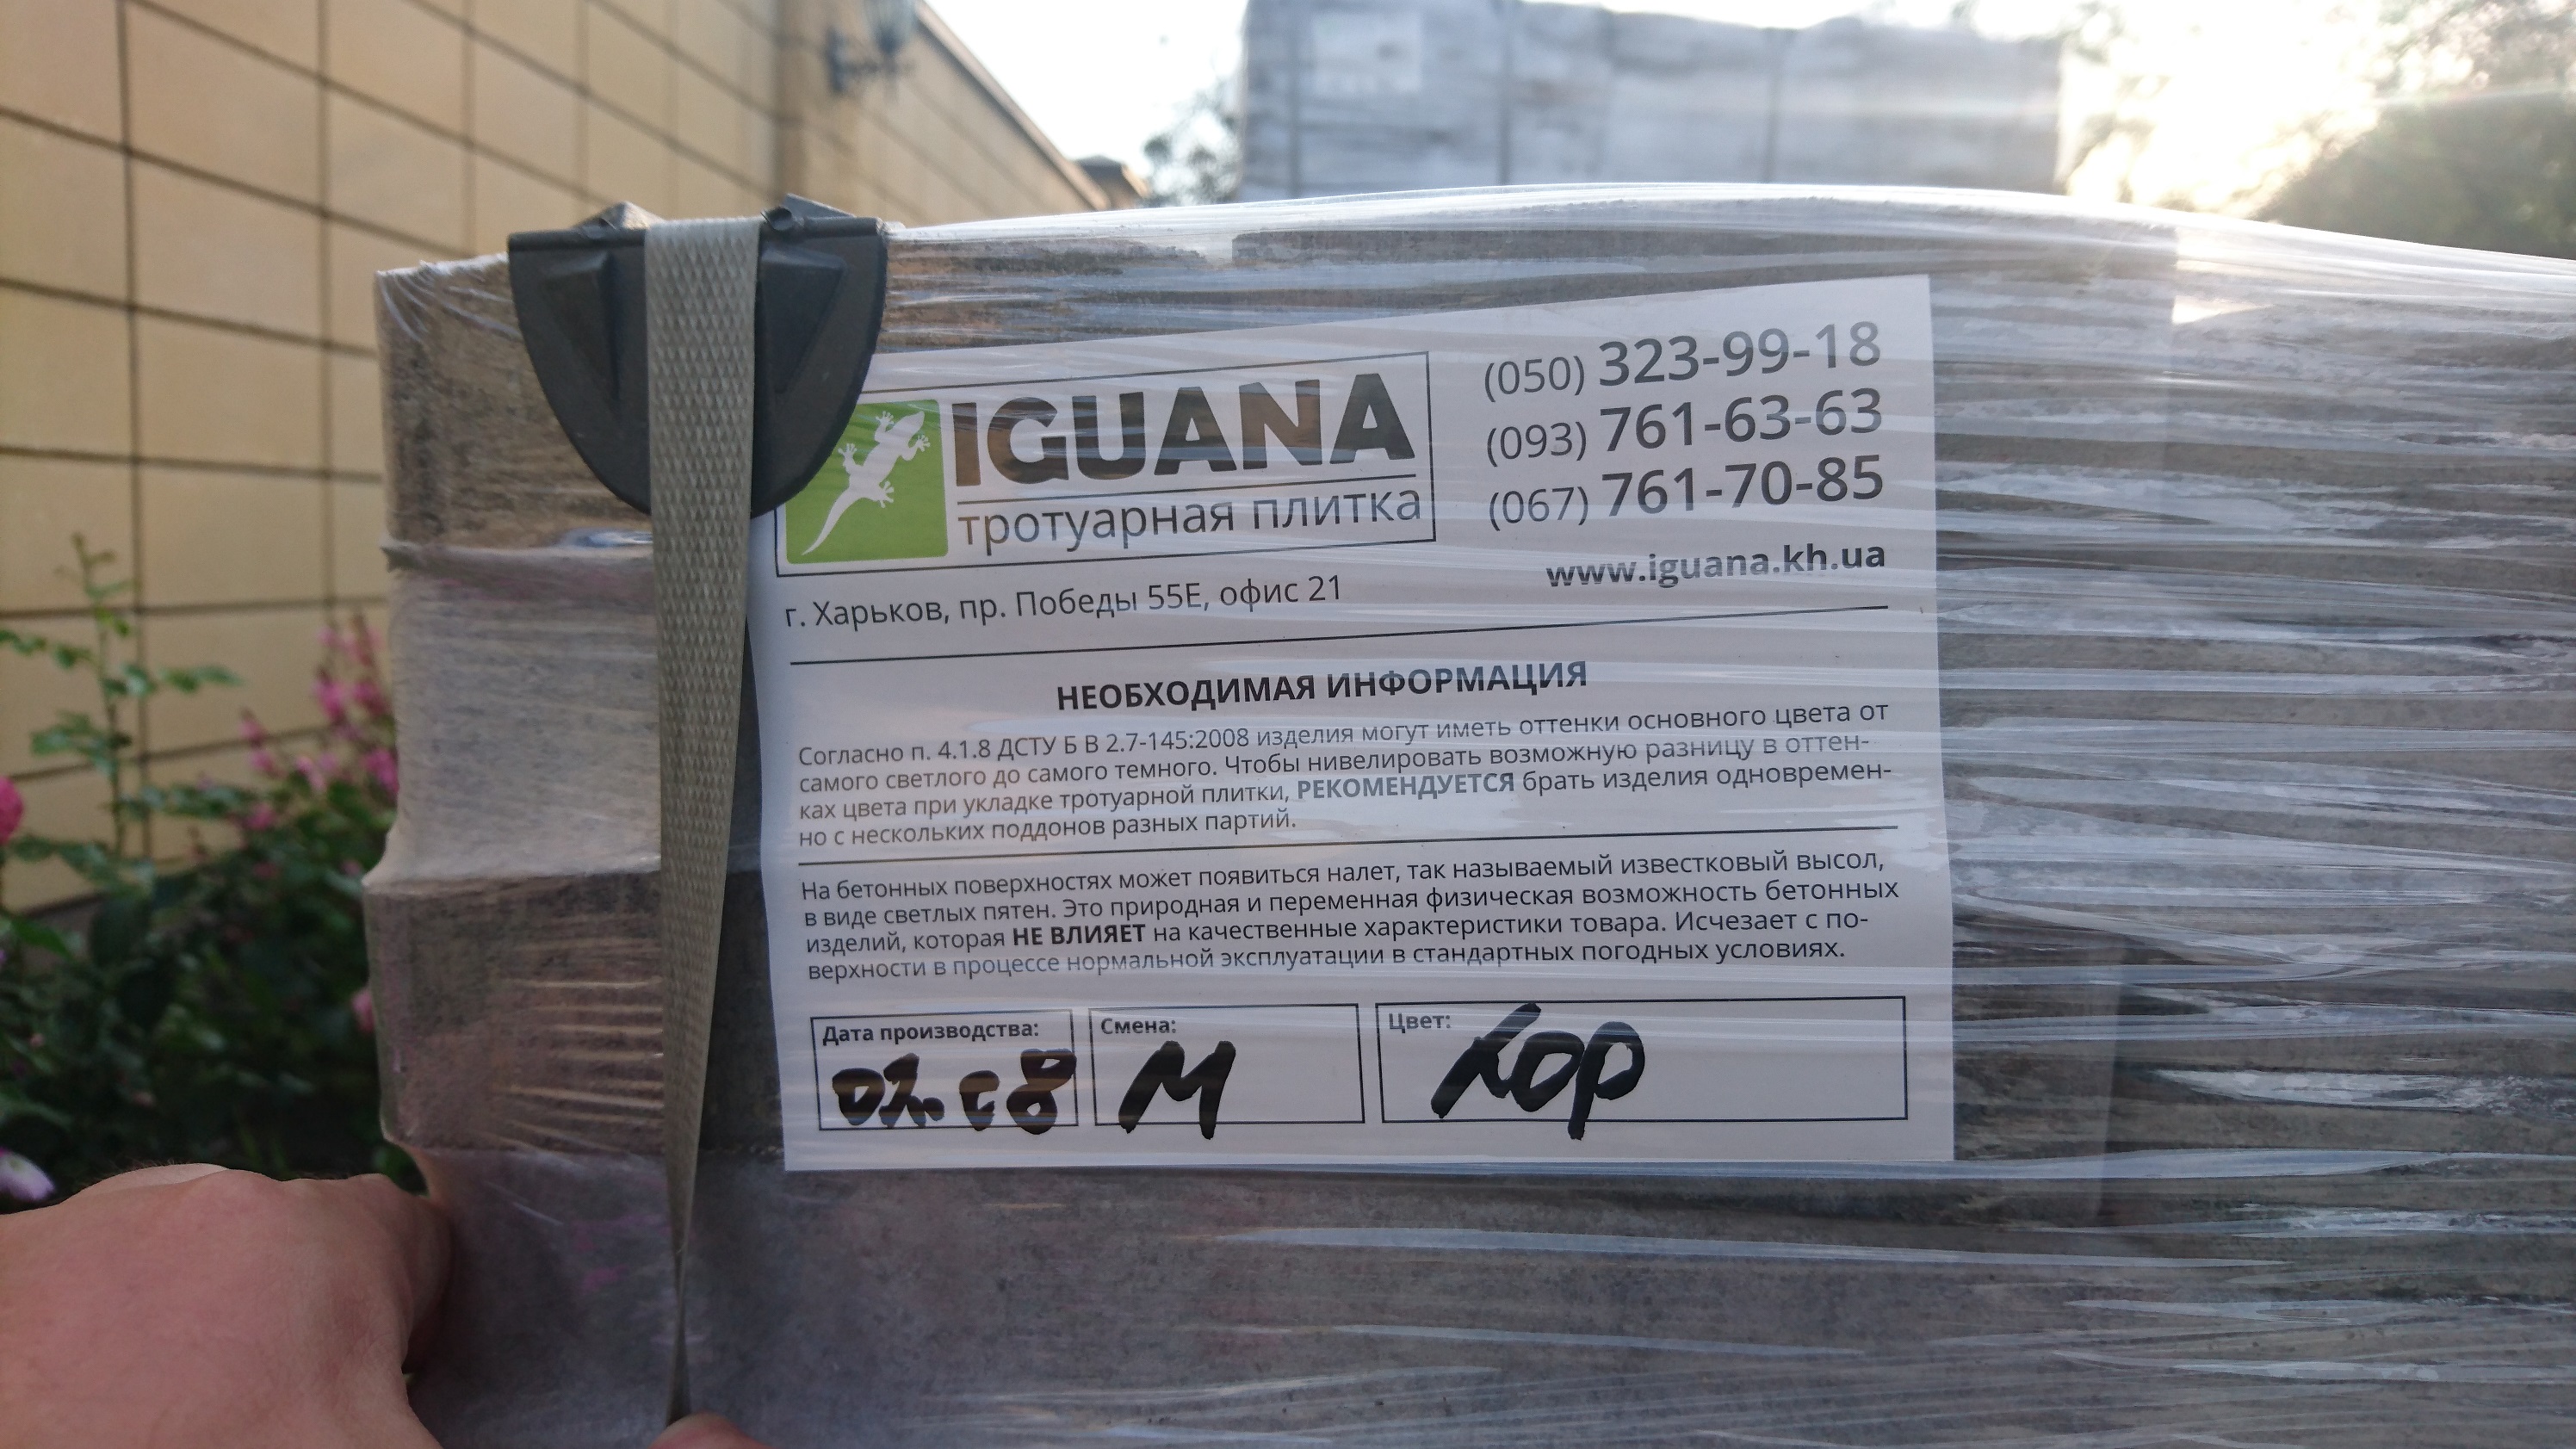 IGUANA
тротуарная плитка
(050) 323-99-18
(093) 761-63-63
(067) 761-70-85
www.iguana.kh.ua
г. Харьков, пр. Победы 55Е, офис 21
НЕОБХОДИМАЯ ИНФОРМАЦИЯ
Согласно п. 4.1.8 ДСТУ Б В 2.7-145:2008 изделия могут иметь оттенки основного цвета от
самого светлого до самого темного. Чтобы нивелировать возможную разницу в оттен-
ках цвета при укладке тротуарной плитки, РЕКОМЕНДУЕТСЯ брать изделия одновремен-
но с нескольких поддонов разных партий.
На бетонных поверхностях может появиться налет, так называемый известковый высол,
в виде светлых пятен. Это природная и переменная физическая возможность бетонных
изделий, которая НЕ ВЛИЯЕТ на качественные характеристики товара. Исчезает с по-
верхности в процессе нормальной эксплуатации в стандартных погодных условиях.
Дата производства:
Смена:
М
Цвет: